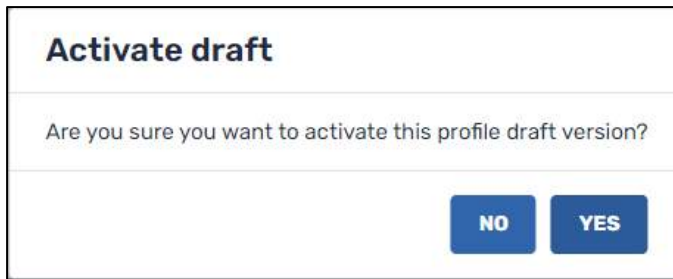 Activate draft
Are you sure you want to activate this profile draft version?
NO YES